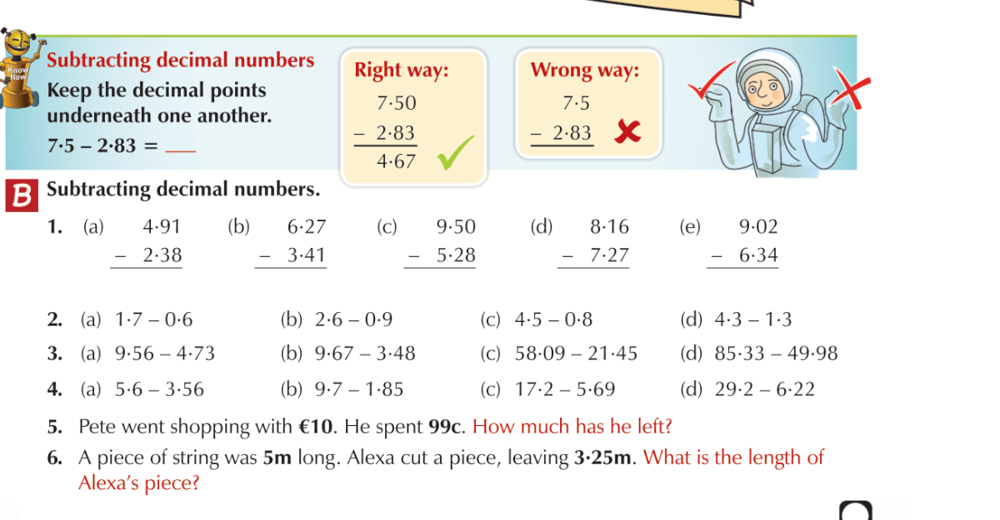 Know
How
Subtracting decimal numbers
Keep the decimal points
underneath one another.
7·5 – 2·83 = ___
Right way:
7·50
– 2·83
4·67
Wrong way:
7·5
– 2·83
B Subtracting decimal numbers.
1. (a) 4·91 (b) 6·27 (c) 9·50 (d) 8·16 (e) 9·02
– 2·38 – 3·41 – 5·28 – 7·27 – 6·34
2. (a) 1·7 – 0·6 (b) 2·6 – 0·9 (c) 4·5 – 0·8 (d) 4·3 – 1·3
3. (a) 9·56 – 4·73 (b) 9·67 – 3·48 (c) 58·09 – 21·45 (d) 85·33 – 49·98
4. (a) 5·6 – 3·56 (b) 9·7 – 1·85 (c) 17·2 – 5·69 (d) 29·2 – 6·22
5. Pete went shopping with €10. He spent 99c. How much has he left?
6. A piece of string was 5m long. Alexa cut a piece, leaving 3·25m. What is the length of
Alexa’s piece?